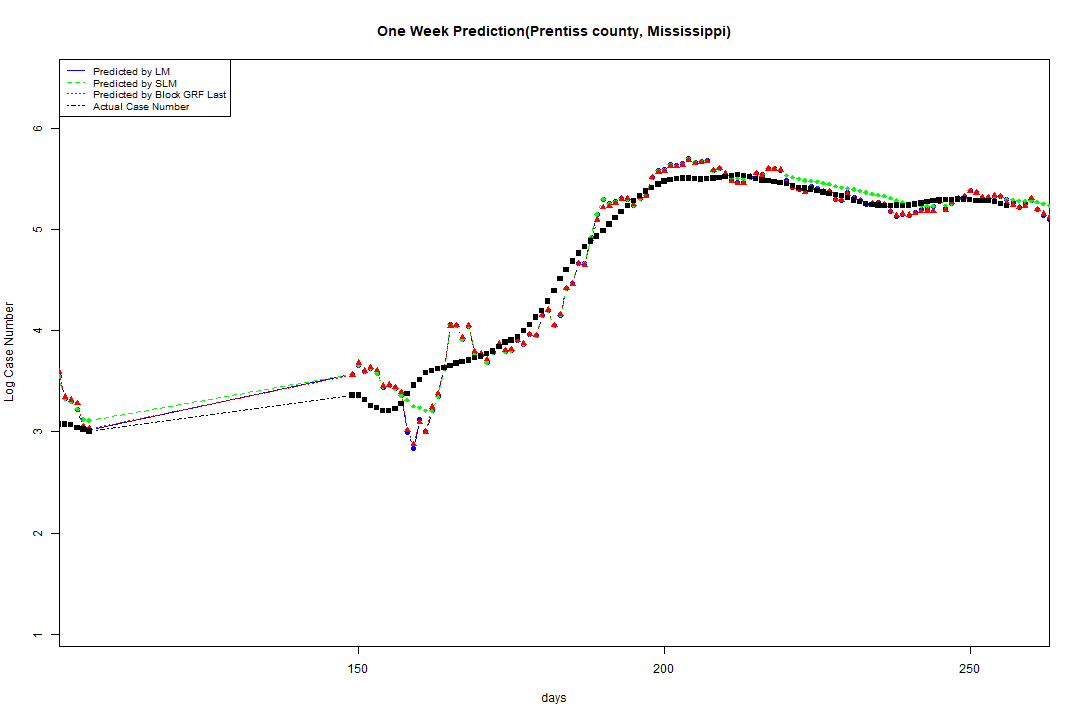 One Week Prediction(Prentiss county, Mississippi)
Predicted by LM
Predicted by SLM
Predicted by Block GRF Last
Actual Case Number
6
5
4
3
2
1
Log Case Number
150 200 250
days